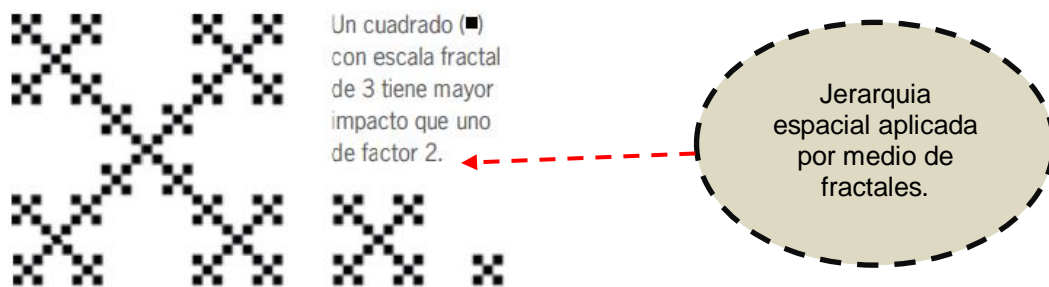 Un cuadrado (■)
con escala fractal
de 3 tiene mayor
impacto que uno
de factor 2.
Jerarquia
espacial aplicada
por medio de
fractales.